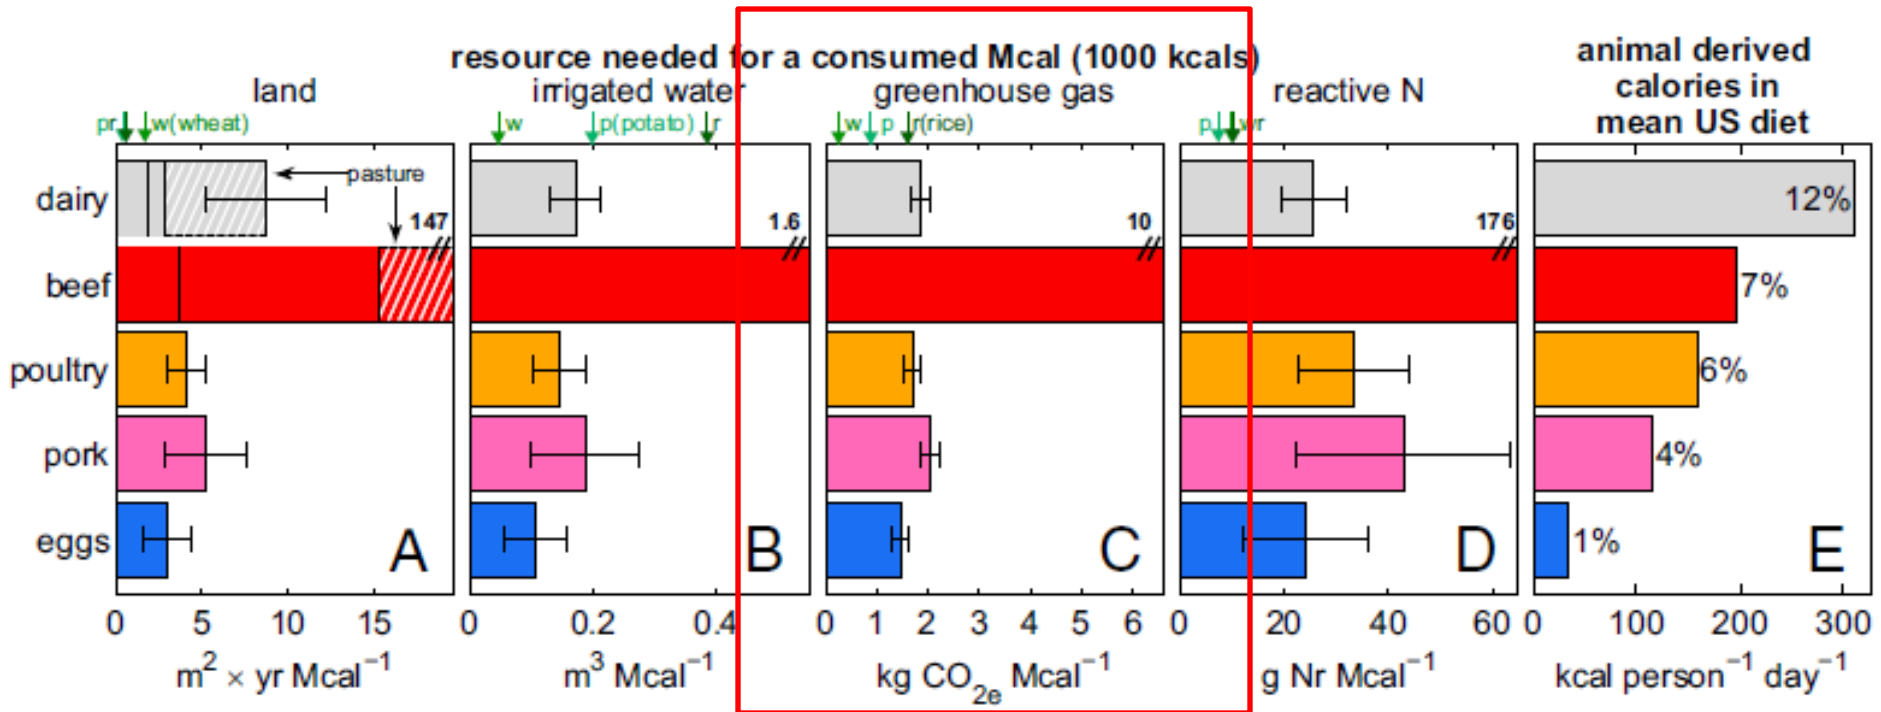 resource needed for a consumed Mcal (1000 kcals)
animal derived
calories in
mean US diet
land
irrigated water
greenhouse gas
reactive N
pr
w(wheat)
w
p(potato)
r
w
p
r(rice)
p
wr
dairy
beef
poultry
pork
eggs
pasture
147
1.6
10
176
12%
7%
6%
4%
1%
A
B
C
D
E
0 5 10 15
0 0.2 0.4
0 1 2 3 4 5 6
0 20 40 60
0 100 200 300
m² × yr Mcal⁻¹
m³ Mcal⁻¹
kg CO₂ₑ Mcal⁻¹
g Nr Mcal⁻¹
kcal person⁻¹ day⁻¹